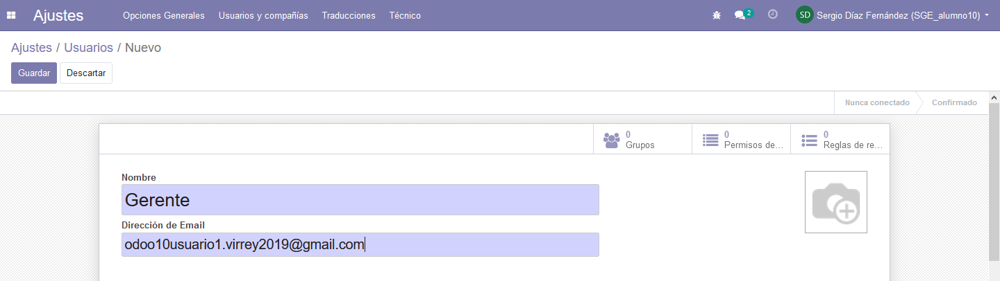 Ajustes Opciones Generales Usuarios y compañías Traducciones Técnico 2 SD Sergio Díaz Fernández (SGE_alumno10)
Ajustes / Usuarios / Nuevo
Guardar Descartar
Nunca conectado Confirmado
0 Grupos
0 Permisos de...
0 Reglas de re...
Nombre
Gerente
Dirección de Email
odoo10usuario1.virrey2019@gmail.com